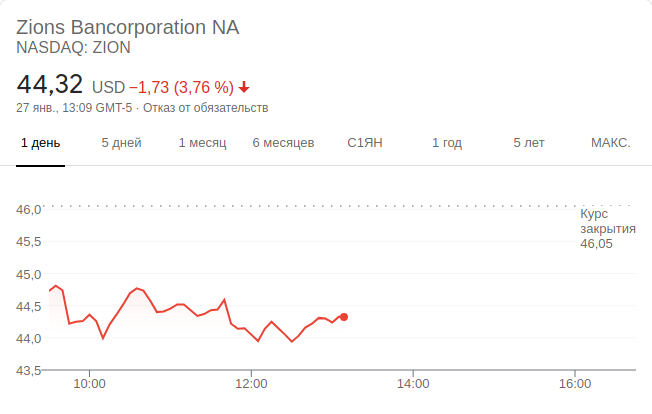 Zions Bancorporation NA
NASDAQ: ZION
44,32 USD −1,73 (3,76 %)
27 янв., 13:09 GMT-5 · Отказ от обязательств
1 день 5 дней 1 месяц 6 месяцев С1ЯН 1 год 5 лет МАКС.
46,0
Курс
закрытия
46,05
45,5
45,0
44,5
44,0
43,5
10:00 12:00 14:00 16:00